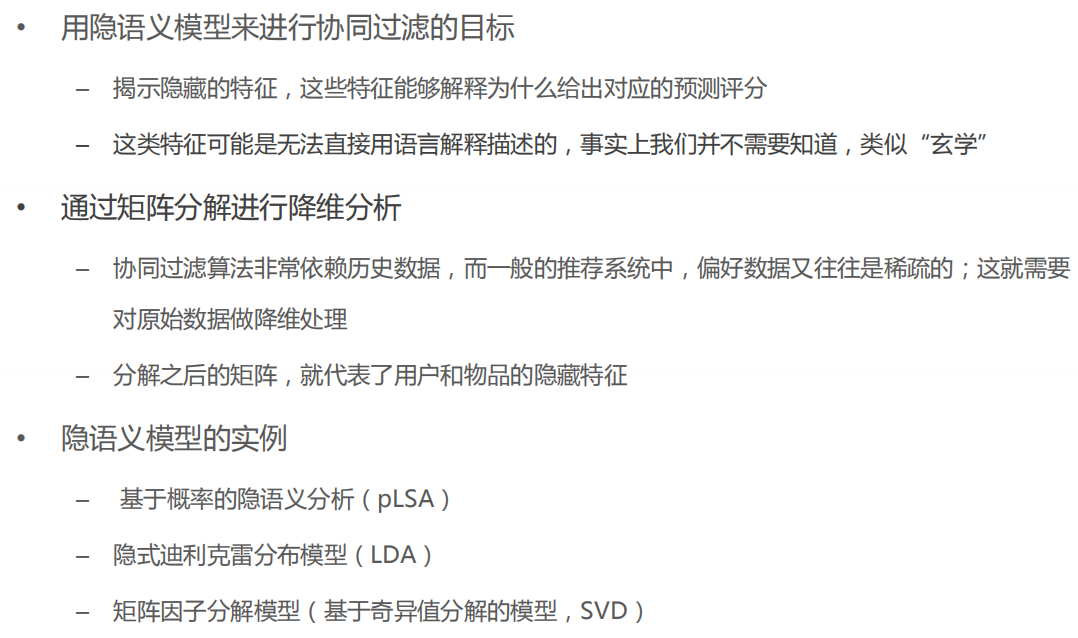 • 用隐语义模型来进行协同过滤的目标
– 揭示隐藏的特征，这些特征能够解释为什么给出对应的预测评分
– 这类特征可能是无法直接用语言解释描述的，事实上我们并不需要知道，类似“玄学”
• 通过矩阵分解进行降维分析
– 协同过滤算法非常依赖历史数据，而一般的推荐系统中，偏好数据又往往是稀疏的；这就需要
对原始数据做降维处理
– 分解之后的矩阵，就代表了用户和物品的隐藏特征
• 隐语义模型的实例
– 基于概率的隐语义分析（pLSA）
– 隐式迪利克雷分布模型（LDA）
– 矩阵因子分解模型（基于奇异值分解的模型，SVD）